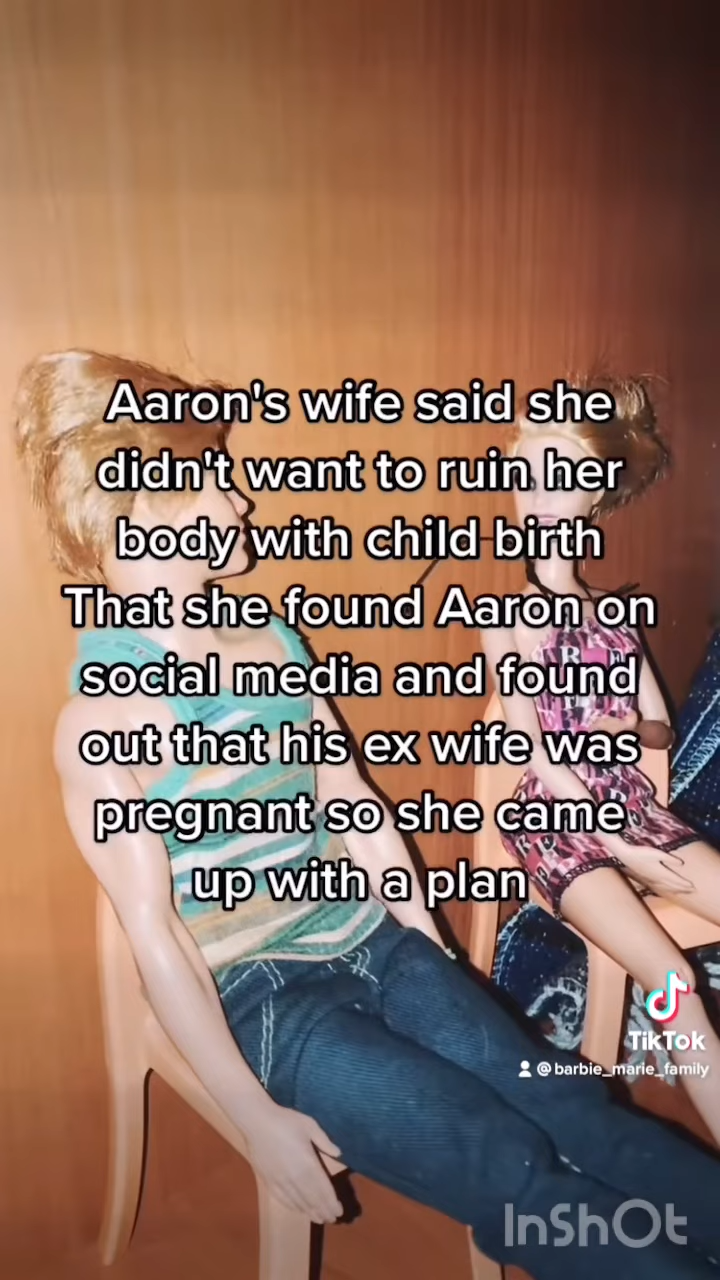 Aaron's wife said she
didn't want to ruin her
body with child birth
That she found Aaron on
social media and found
out that his ex wife was
pregnant so she came
up with a plan
TikTok
@barbie_marie_family
InShOt